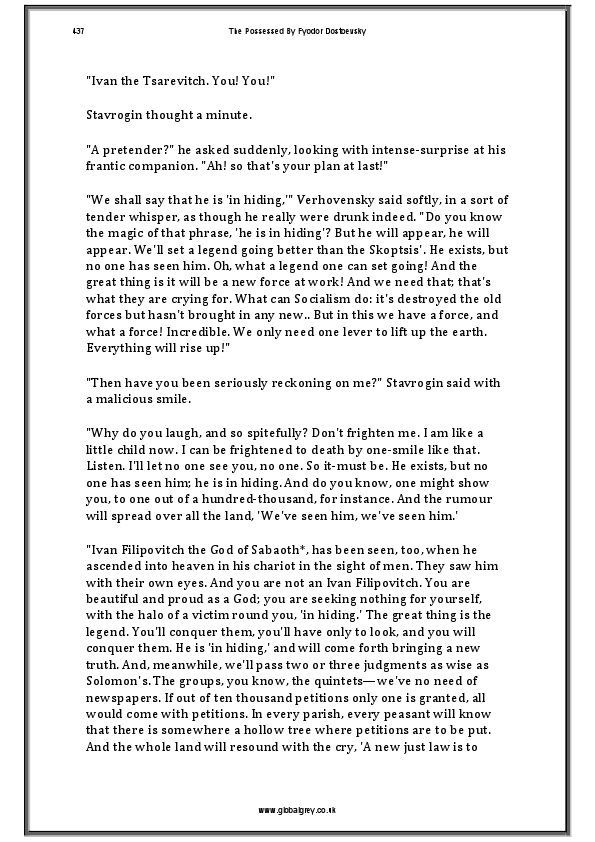 437
The Possessed By Fyodor Dostoevsky
"Ivan the Tsarevitch. You! You!"
Stavrogin thought a minute.
"A pretender?" he asked suddenly, looking with intense-surprise at his
frantic companion. "Ah! so that's your plan at last!"
"We shall say that he is 'in hiding,'" Verhovensky said softly, in a sort of
tender whisper, as though he really were drunk indeed. "Do you know
the magic of that phrase, 'he is in hiding'? But he will appear, he will
appear. We'll set a legend going better than the Skoptsis'. He exists, but
no one has seen him. Oh, what a legend one can set going! And the
great thing is it will be a new force at work! And we need that; that's
what they are crying for. What can Socialism do: it's destroyed the old
forces but hasn't brought in any new.. But in this we have a force, and
what a force! Incredible. We only need one lever to lift up the earth.
Everything will rise up!"
"Then have you been seriously reckoning on me?" Stavrogin said with
a malicious smile.
"Why do you laugh, and so spitefully? Don't frighten me. I am like a
little child now. I can be frightened to death by one-smile like that.
Listen. I'll let no one see you, no one. So it-must be. He exists, but no
one has seen him; he is in hiding. And do you know, one might show
you, to one out of a hundred-thousand, for instance. And the rumour
will spread over all the land, 'We've seen him, we've seen him.'
"Ivan Filipovitch the God of Sabaoth*, has been seen, too, when he
ascended into heaven in his chariot in the sight of men. They saw him
with their own eyes. And you are not an Ivan Filipovitch. You are
beautiful and proud as a God; you are seeking nothing for yourself,
with the halo of a victim round you, 'in hiding.' The great thing is the
legend. You'll conquer them, you'll have only to look, and you will
conquer them. He is 'in hiding,' and will come forth bringing a new
truth. And, meanwhile, we'll pass two or three judgments as wise as
Solomon's. The groups, you know, the quintets—we've no need of
newspapers. If out of ten thousand petitions only one is granted, all
would come with petitions. In every parish, every peasant will know
that there is somewhere a hollow tree where petitions are to be put.
And the whole land will resound with the cry, 'A new just law is to
www.globalgrey.co.uk